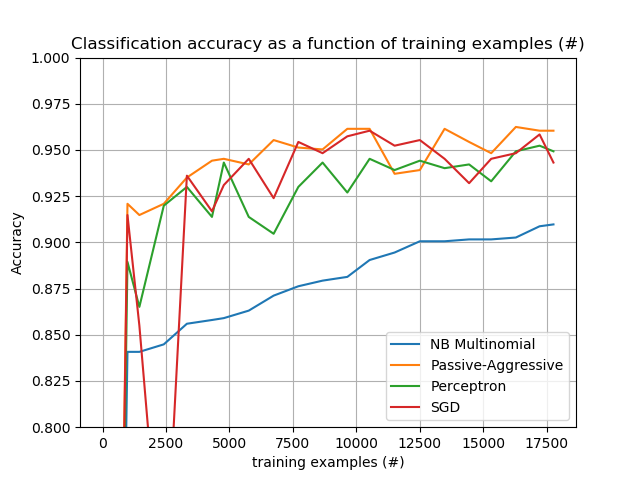 Classification accuracy as a function of training examples (#)
1.000
0.975
0.950
0.925
0.900
0.875
0.850
0.825
0.800
Accuracy
NB Multinomial
Passive-Aggressive
Perceptron
SGD
0 2500 5000 7500 10000 12500 15000 17500
training examples (#)